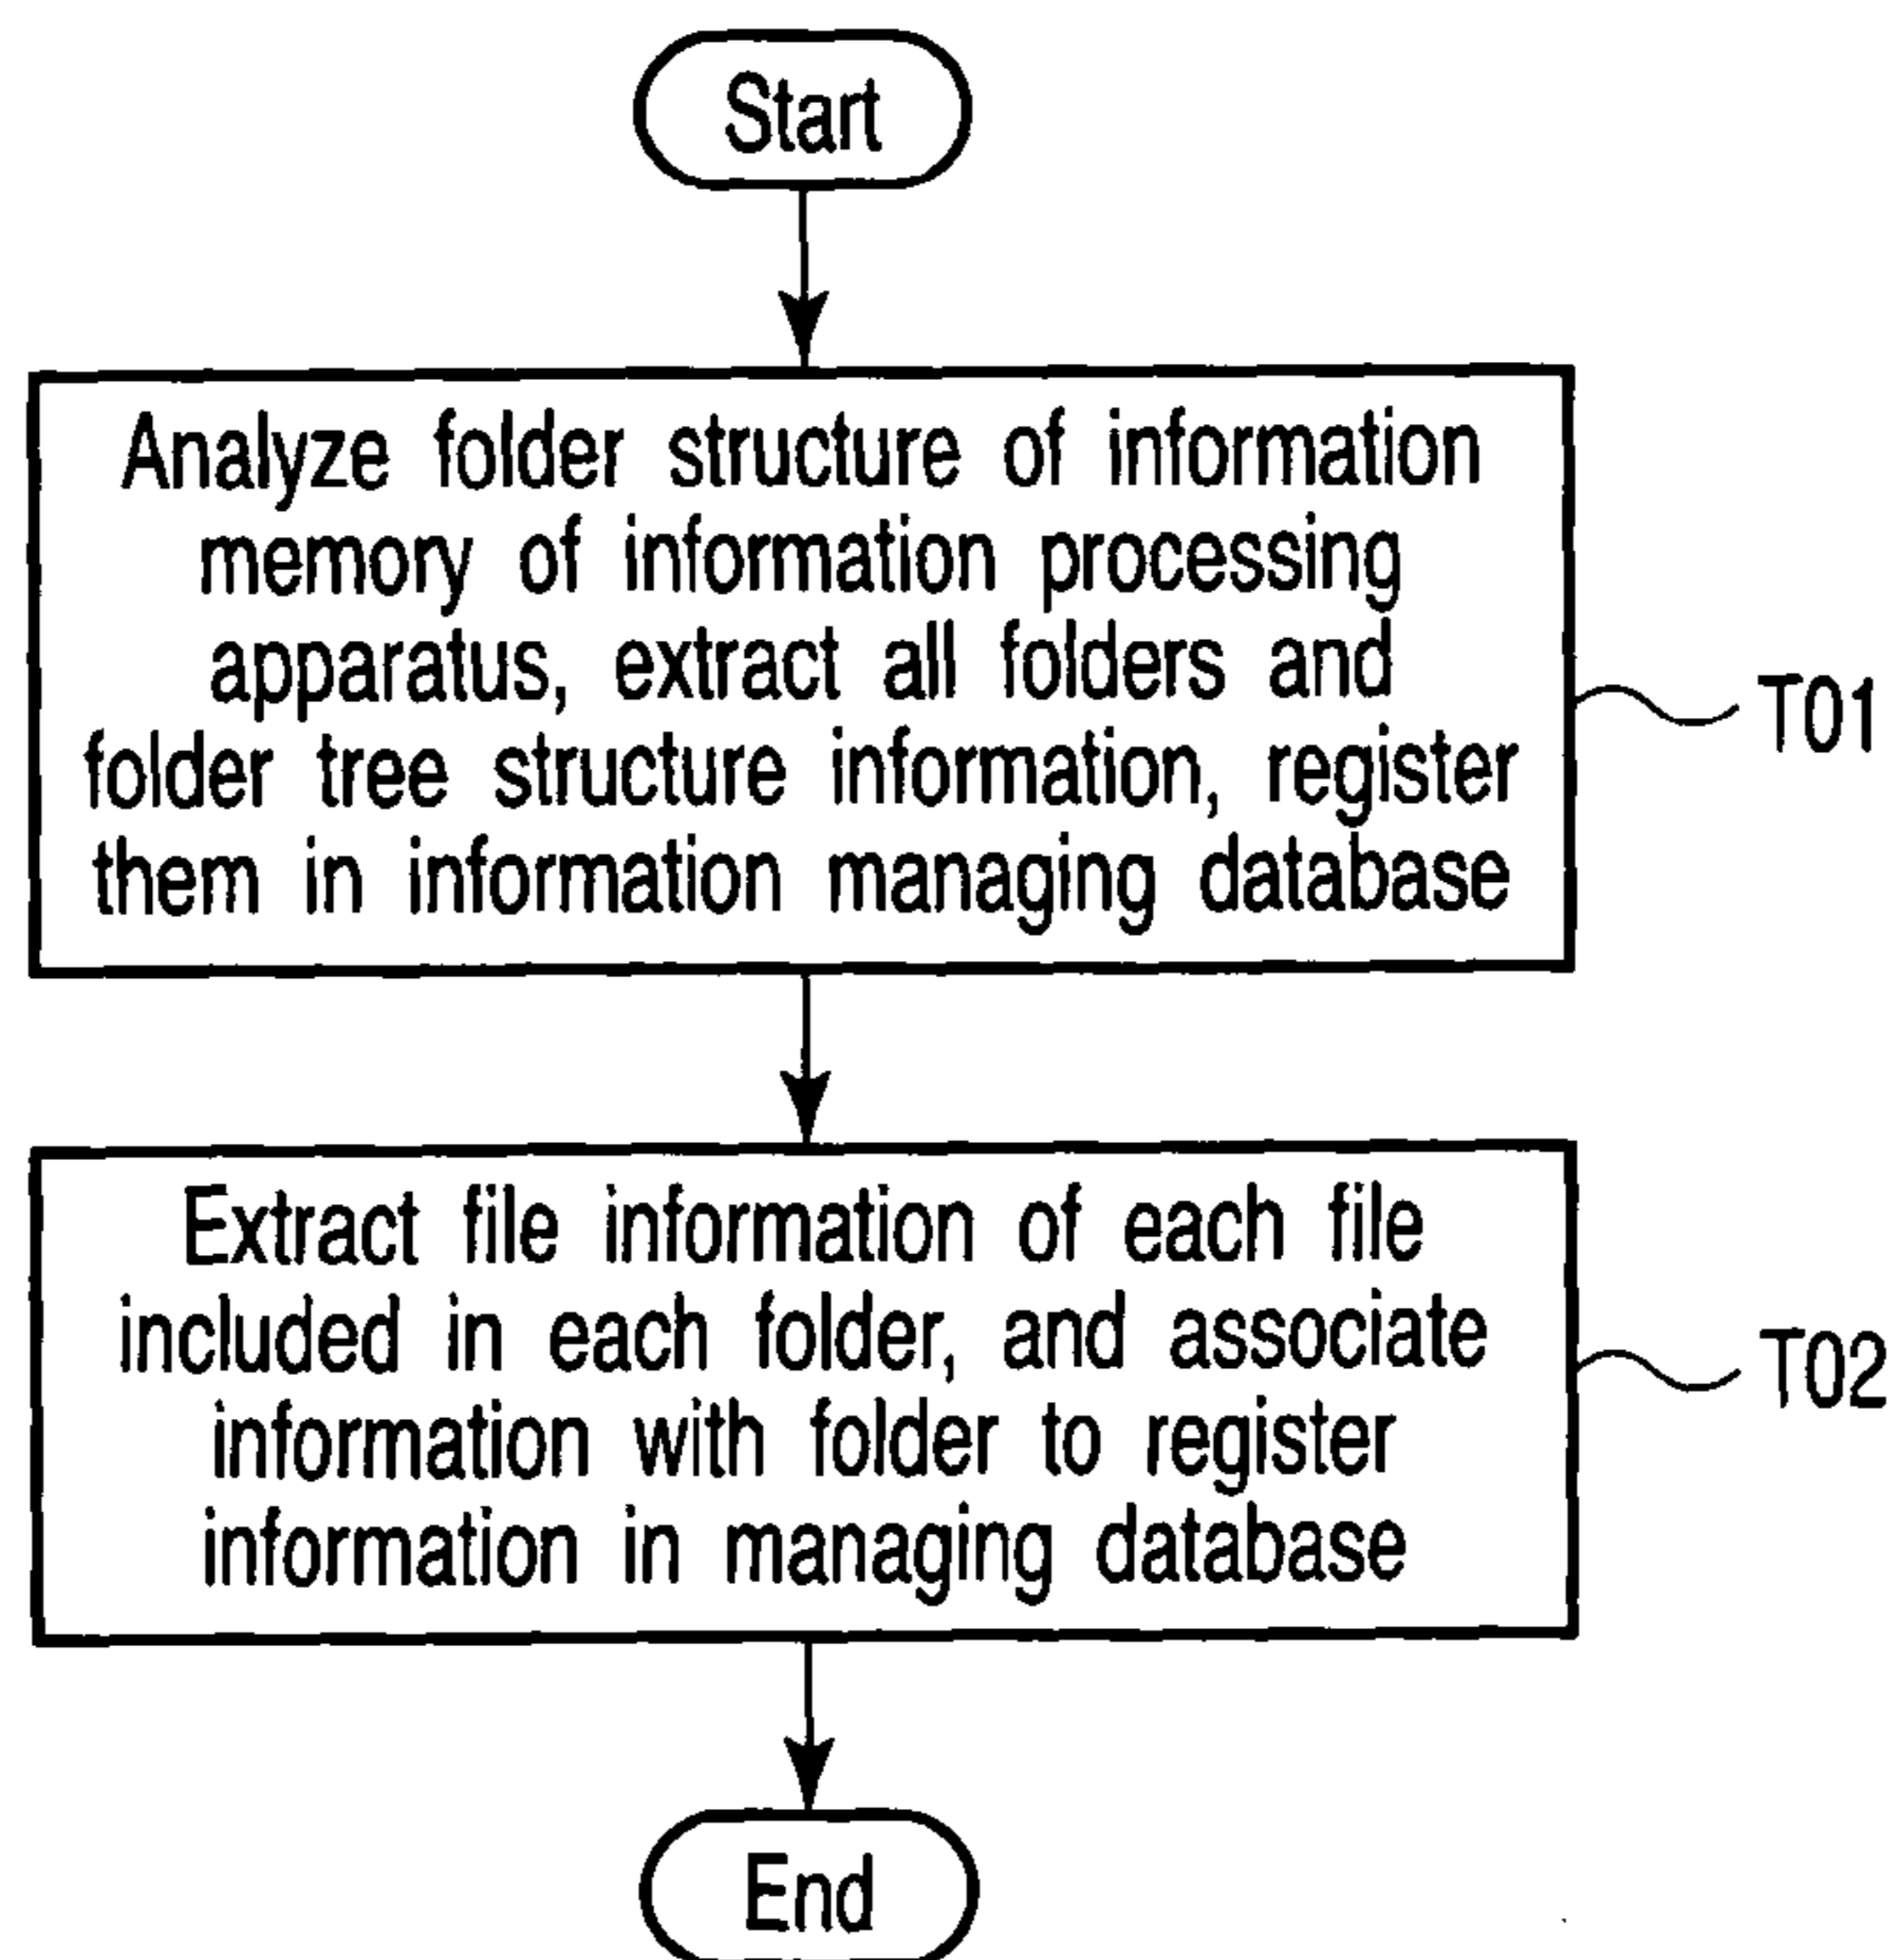 Start
Analyze folder structure of information
memory of information processing
apparatus, extract all folders and
folder tree structure information, register
them in information managing database
T01
Extract file information of each file
included in each folder, and associate
information with folder to register
information in managing database
T02
End